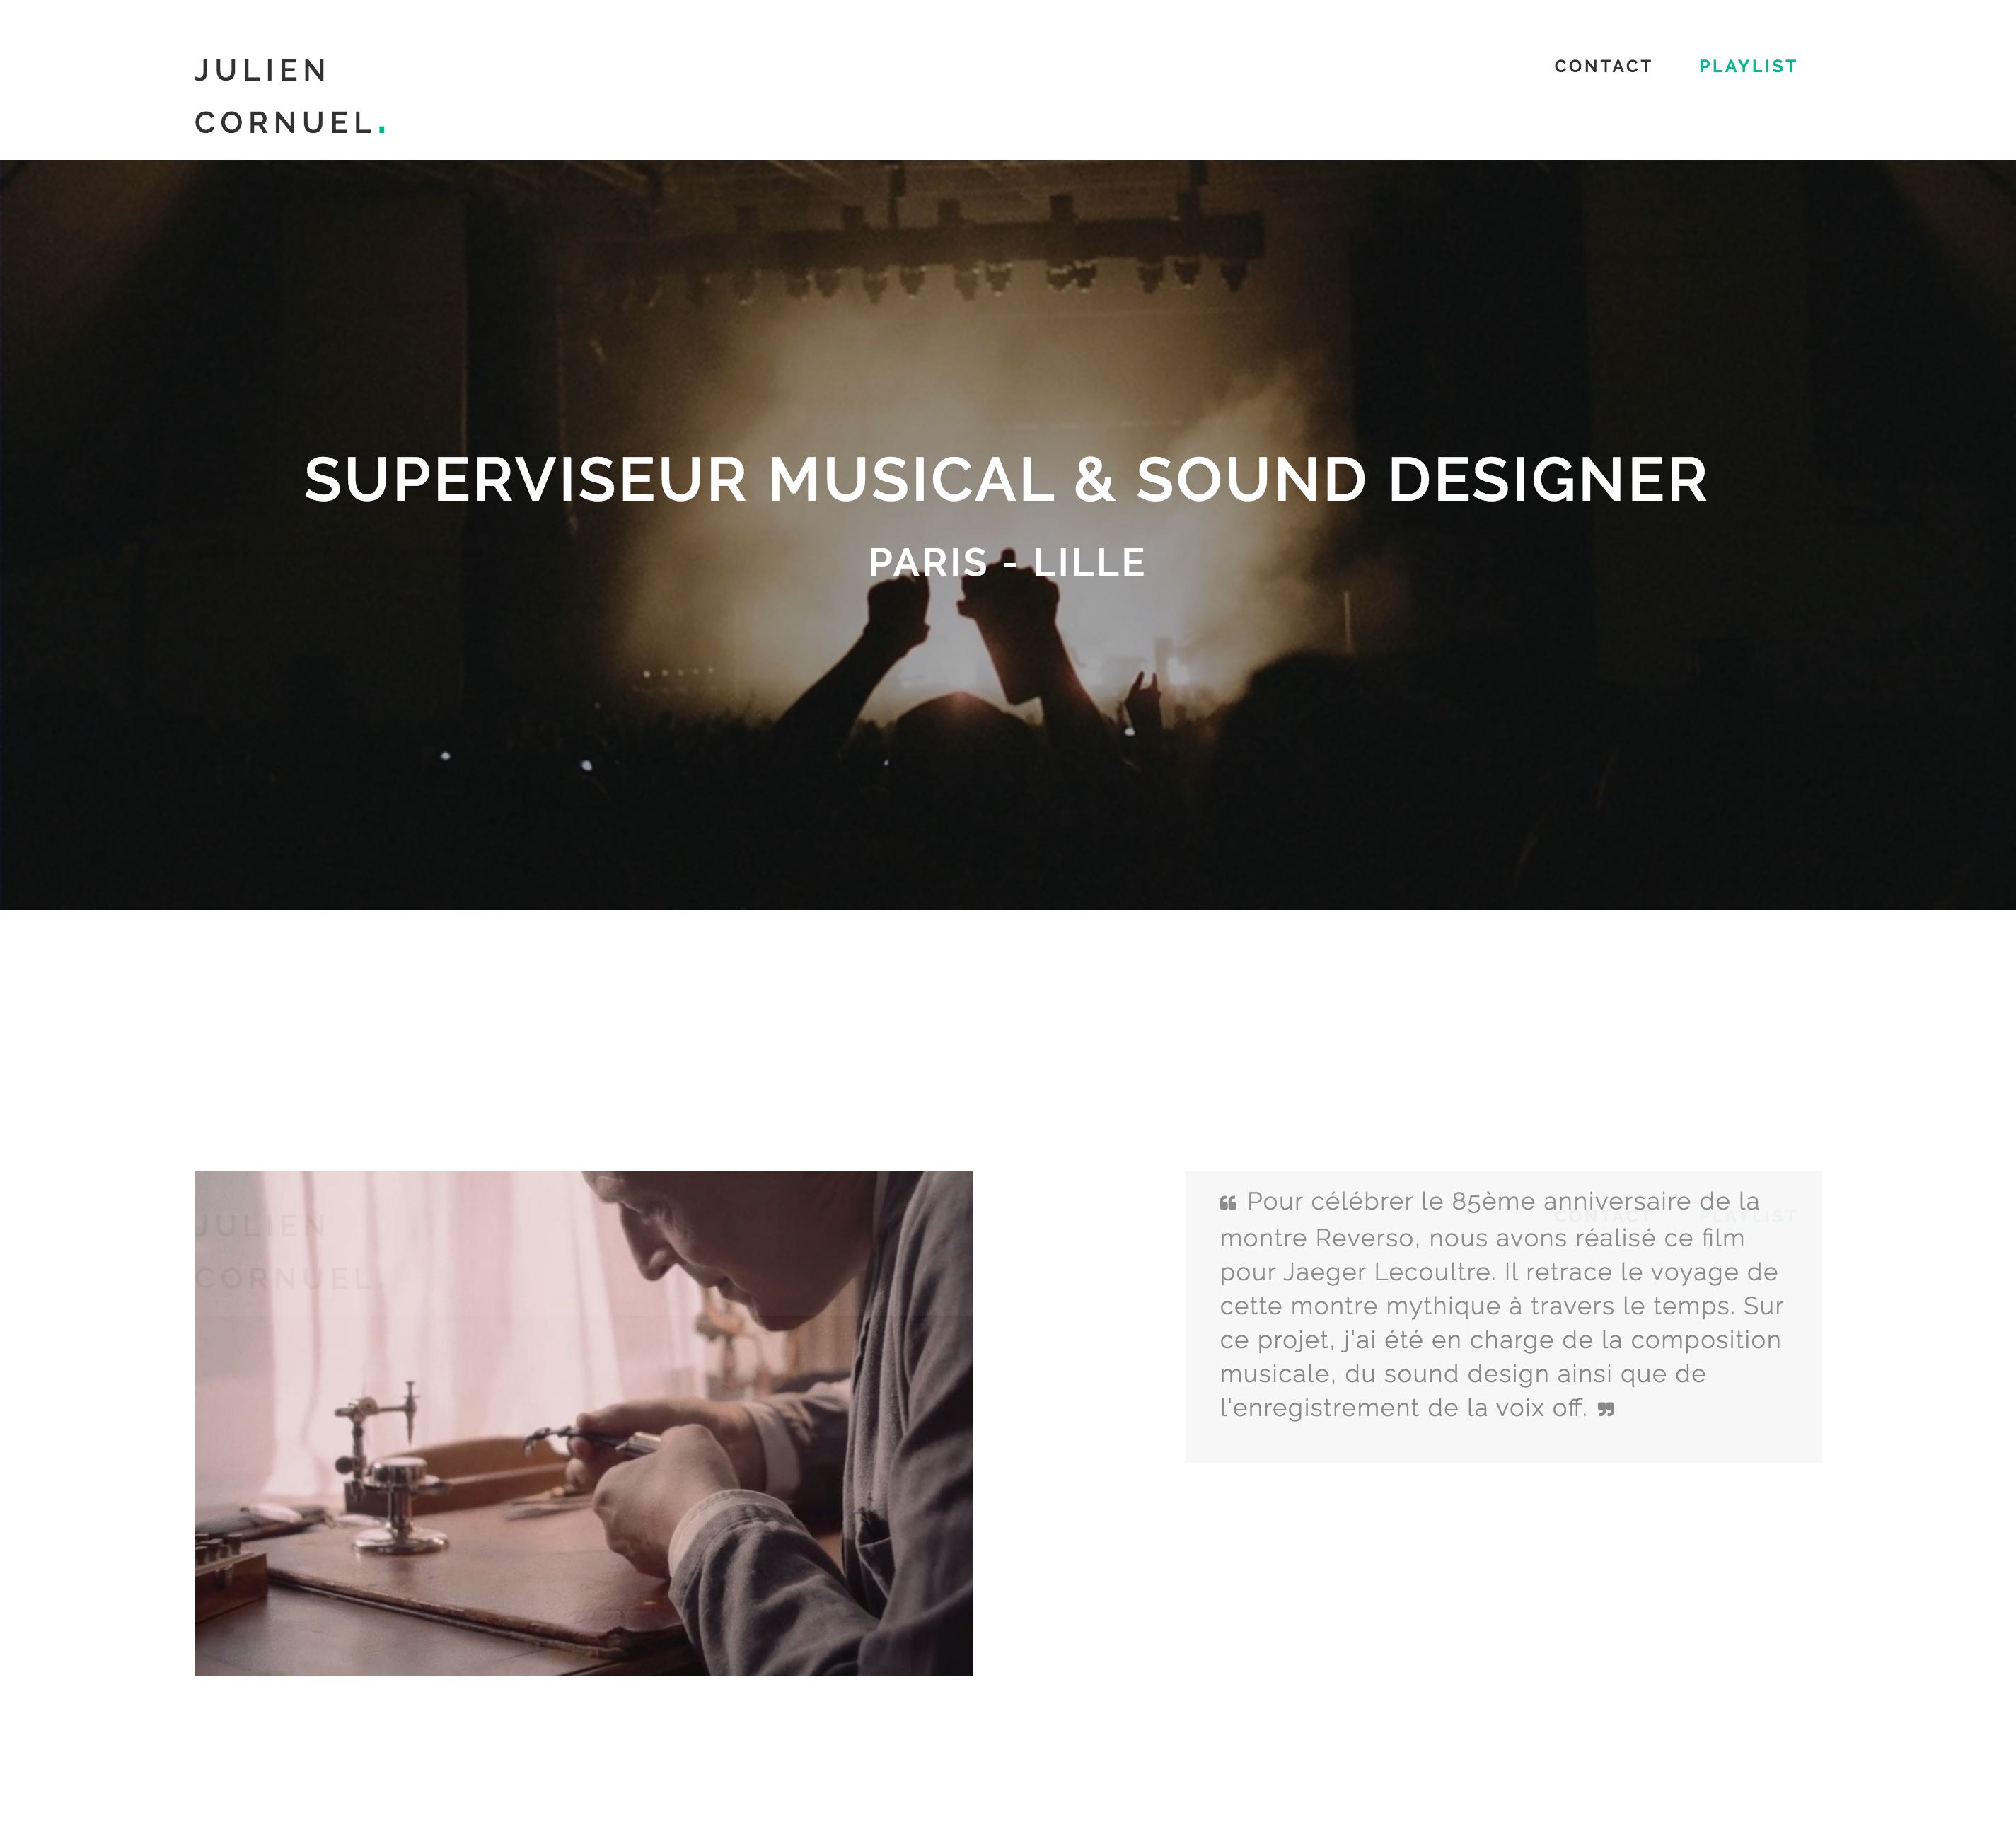 JULIEN
CORNUEL.
CONTACT PLAYLIST
SUPERVISEUR MUSICAL & SOUND DESIGNER
PARIS - LILLE
JULIEN
CORNUEL.
CONTACT PLAYLIST
❝ Pour célébrer le 85ème anniversaire de la
montre Reverso, nous avons réalisé ce film
pour Jaeger Lecoultre. Il retrace le voyage de
cette montre mythique à travers le temps. Sur
ce projet, j'ai été en charge de la composition
musicale, du sound design ainsi que de
l'enregistrement de la voix off. ❞